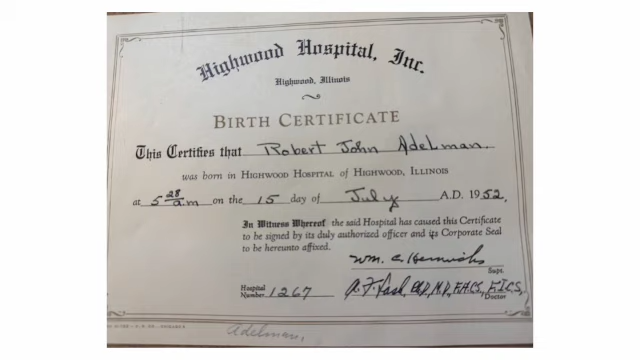 Highwood Hospital, Inc.
Highwood, Illinois
BIRTH CERTIFICATE
This Certifies that Robert John Adelman
was born in HIGHWOOD HOSPITAL of HIGHWOOD, ILLINOIS
at 5 28 a.m on the 15 day of July A.D. 1952,
In Witness Whereof the said Hospital has caused this Certificate
to be signed by its duly authorized officer and its Corporate Seal
to be hereunto affixed.
Wm. C.
Supt.
Hospital
Number 1267
M.D., F.A.C.S., F.I.C.S.
Doctor
Adelman,